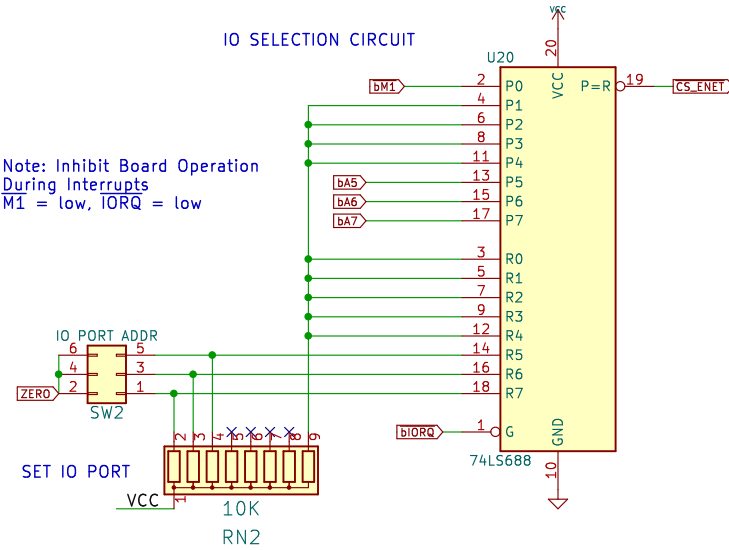 VCC
IO SELECTION CIRCUIT
U20
20
VCC
bM1
2
P0
P=R
19
CS_ENET
4
P1
6
P2
8
P3
11
P4
bA5
13
P5
bA6
15
P6
bA7
17
P7
Note: Inhibit Board Operation
During Interrupts
M1 = low, IORQ = low
3
R0
5
R1
7
R2
9
R3
12
R4
IO PORT ADDR
6
5
14
R5
4
3
16
R6
ZERO
2
1
18
R7
SW2
bIORQ
1
G
GND
74LS688
10
2
3
4
5
6
7
8
9
SET IO PORT
VCC
1
10K
RN2